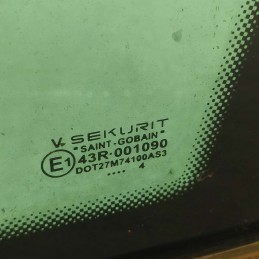 V. SEKURIT
"SAINT-GOBAIN"
E1 43R-001090
DOT27M74100AS3
.... 4